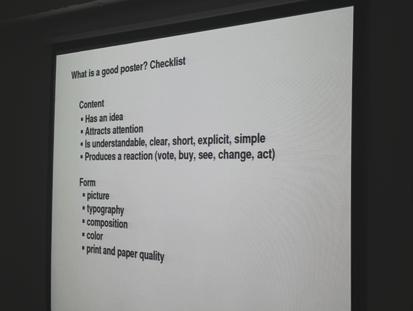 What is a good poster? Checklist
Content
▪ Has an idea
▪ Attracts attention
▪ Is understandable, clear, short, explicit, simple
▪ Produces a reaction (vote, buy, see, change, act)
Form
▪ picture
▪ typography
▪ composition
▪ color
▪ print and paper quality